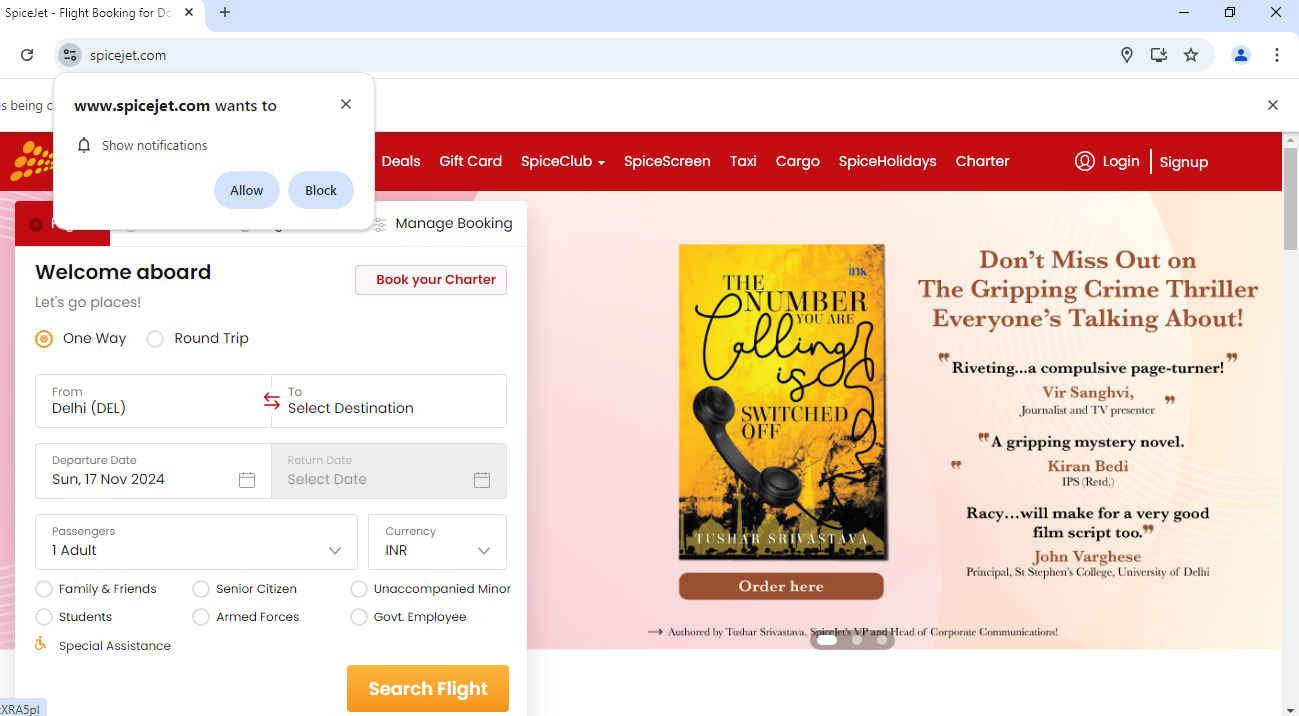 SpiceJet - Flight Booking for Do
spicejet.com
www.spicejet.com wants to
Show notifications
Allow
Block
is being
Deals
Gift Card
SpiceClub
SpiceScreen
Taxi
Cargo
SpiceHolidays
Charter
Login
Signup
Manage Booking
Welcome aboard
Book your Charter
Let's go places!
One Way
Round Trip
From
Delhi (DEL)
To
Select Destination
Departure Date
Sun, 17 Nov 2024
Return Date
Select Date
Passengers
1 Adult
Currency
INR
Family & Friends
Senior Citizen
Unaccompanied Minor
Students
Armed Forces
Govt. Employee
Special Assistance
Search Flight
XRA5pl
ink
THE
NUMBER
YOU ARE
Calling
is
SWITCHED
OFF
TUSHAR SRIVASTAVA
Order here
Authored by Tushar Srivastava, SpiceJet's VP and Head of Corporate Communications!
Don't Miss Out on
The Gripping Crime Thriller
Everyone's Talking About!
"Riveting...a compulsive page-turner!"
Vir Sanghvi, "
Journalist and TV presenter
"A gripping mystery novel.
" Kiran Bedi
IPS (Retd.)
Racy...will make for a very good
film script too."
John Varghese
Principal, St Stephen's College, University of Delhi